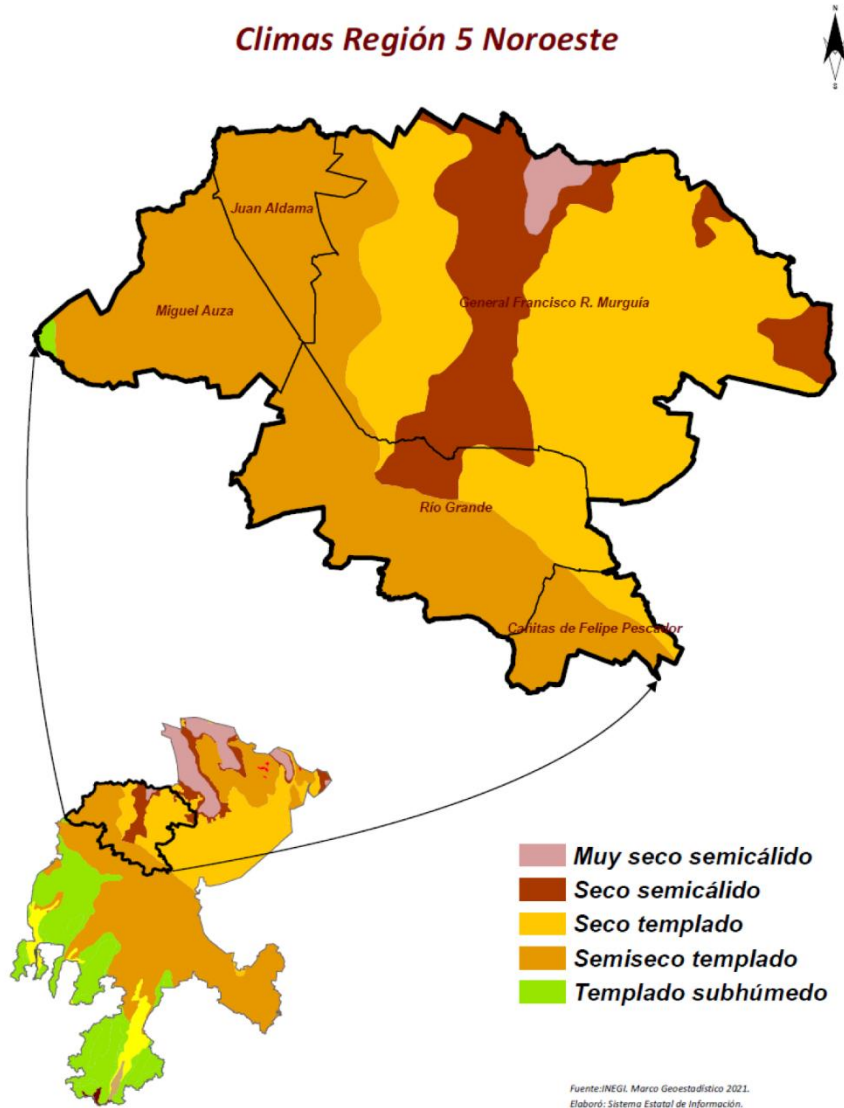 N
Climas Región 5 Noroeste
S
Juan Aldama
Miguel Auza
General Francisco R. Murguía
Río Grande
Cañitas de Felipe Pescador
Muy seco semicálido
Seco semicálido
Seco templado
Semiseco templado
Templado subhúmedo
Fuente:INEGI. Marco Geoestadístico 2021.
Elaboró: Sistema Estatal de Información.